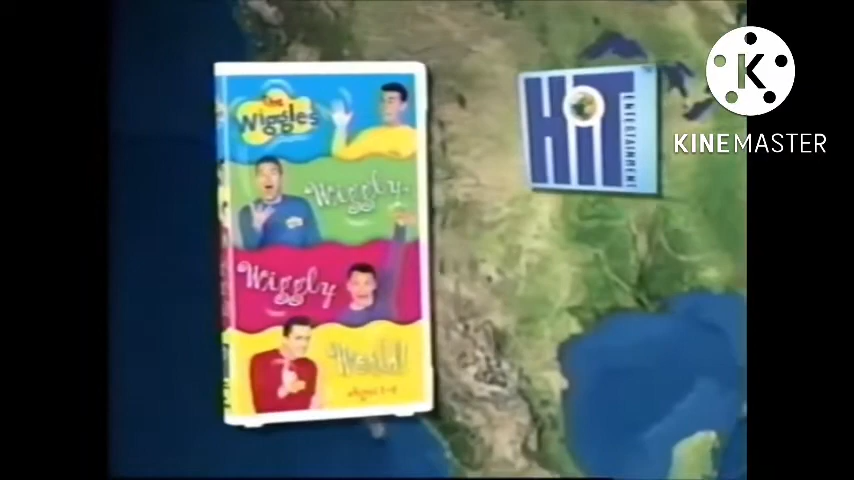 the
Wiggles
Wiggly,
Wiggly
World!
HiT
ENTERTAINMENT
K
KINEMASTER